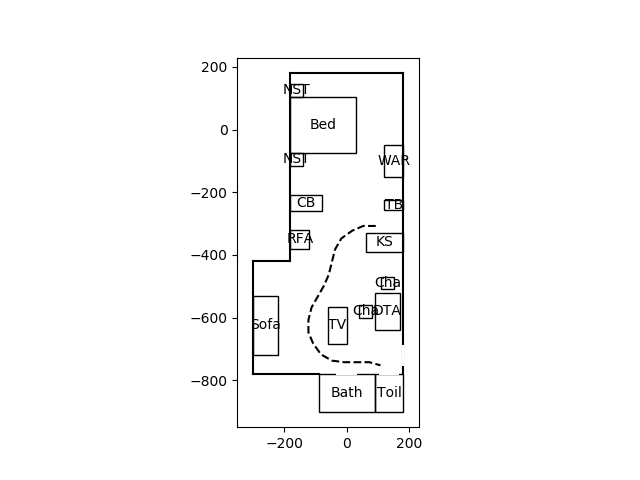 200
NST
Bed
0
NST
WAR
−200
CB
TB
RFA
KS
−400
Cha
Cha
DTA
−600
Sofa
TV
−800
Bath
Toil
−200
0
200